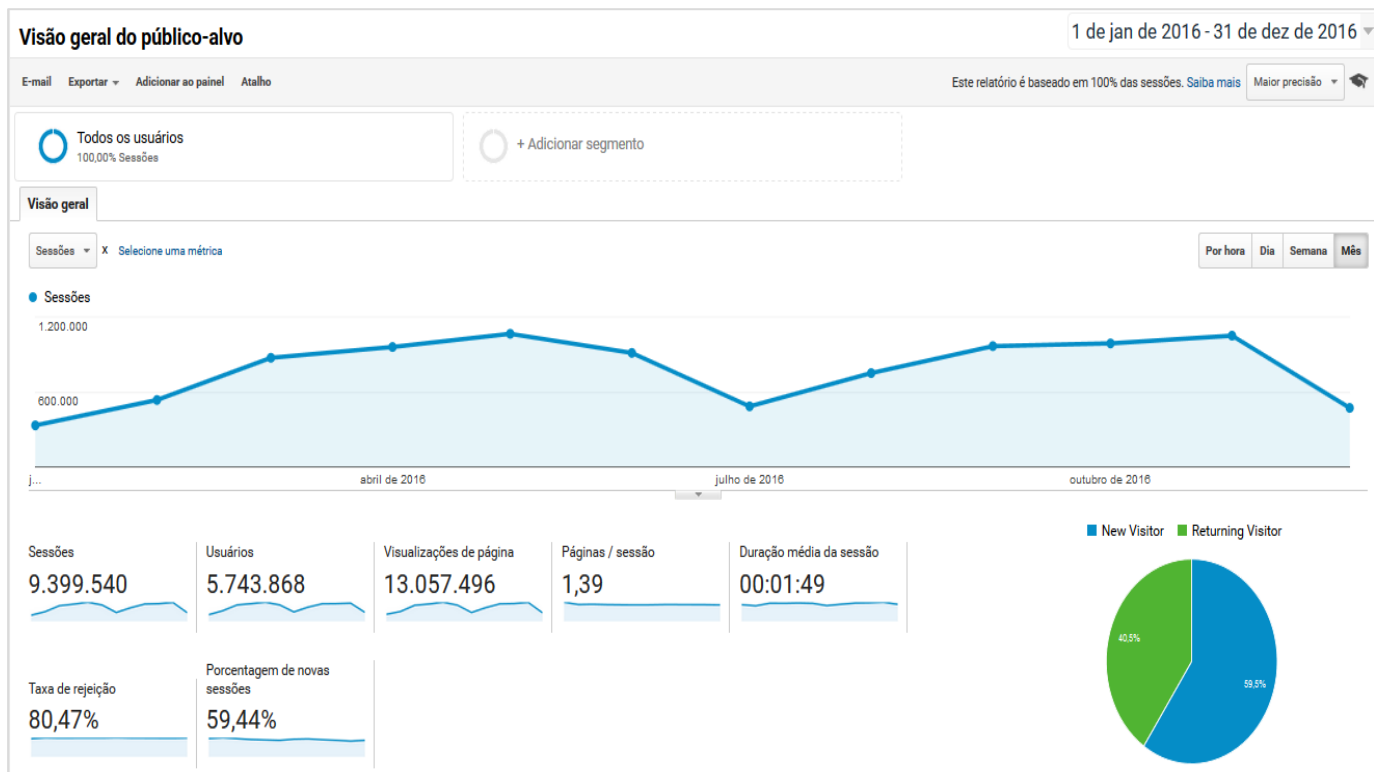 Visão geral do público-alvo
1 de jan de 2016 - 31 de dez de 2016
E-mail Exportar Adicionar ao painel Atalho
Este relatório é baseado em 100% das sessões. Saiba mais Maior precisão
Todos os usuários
100,00% Sessões
+ Adicionar segmento
Visão geral
Sessões X Selecione uma métrica
Por hora Dia Semana Mês
Sessões
1.200.000
600.000
j... abril de 2016 julho de 2016 outubro de 2016
New Visitor Returning Visitor
Sessões
9.399.540
Usuários
5.743.868
Visualizações de página
13.057.496
Páginas / sessão
1,39
Duração média da sessão
00:01:49
Taxa de rejeição
80,47%
Porcentagem de novas
sessões
59,44%
40,5%
59,5%